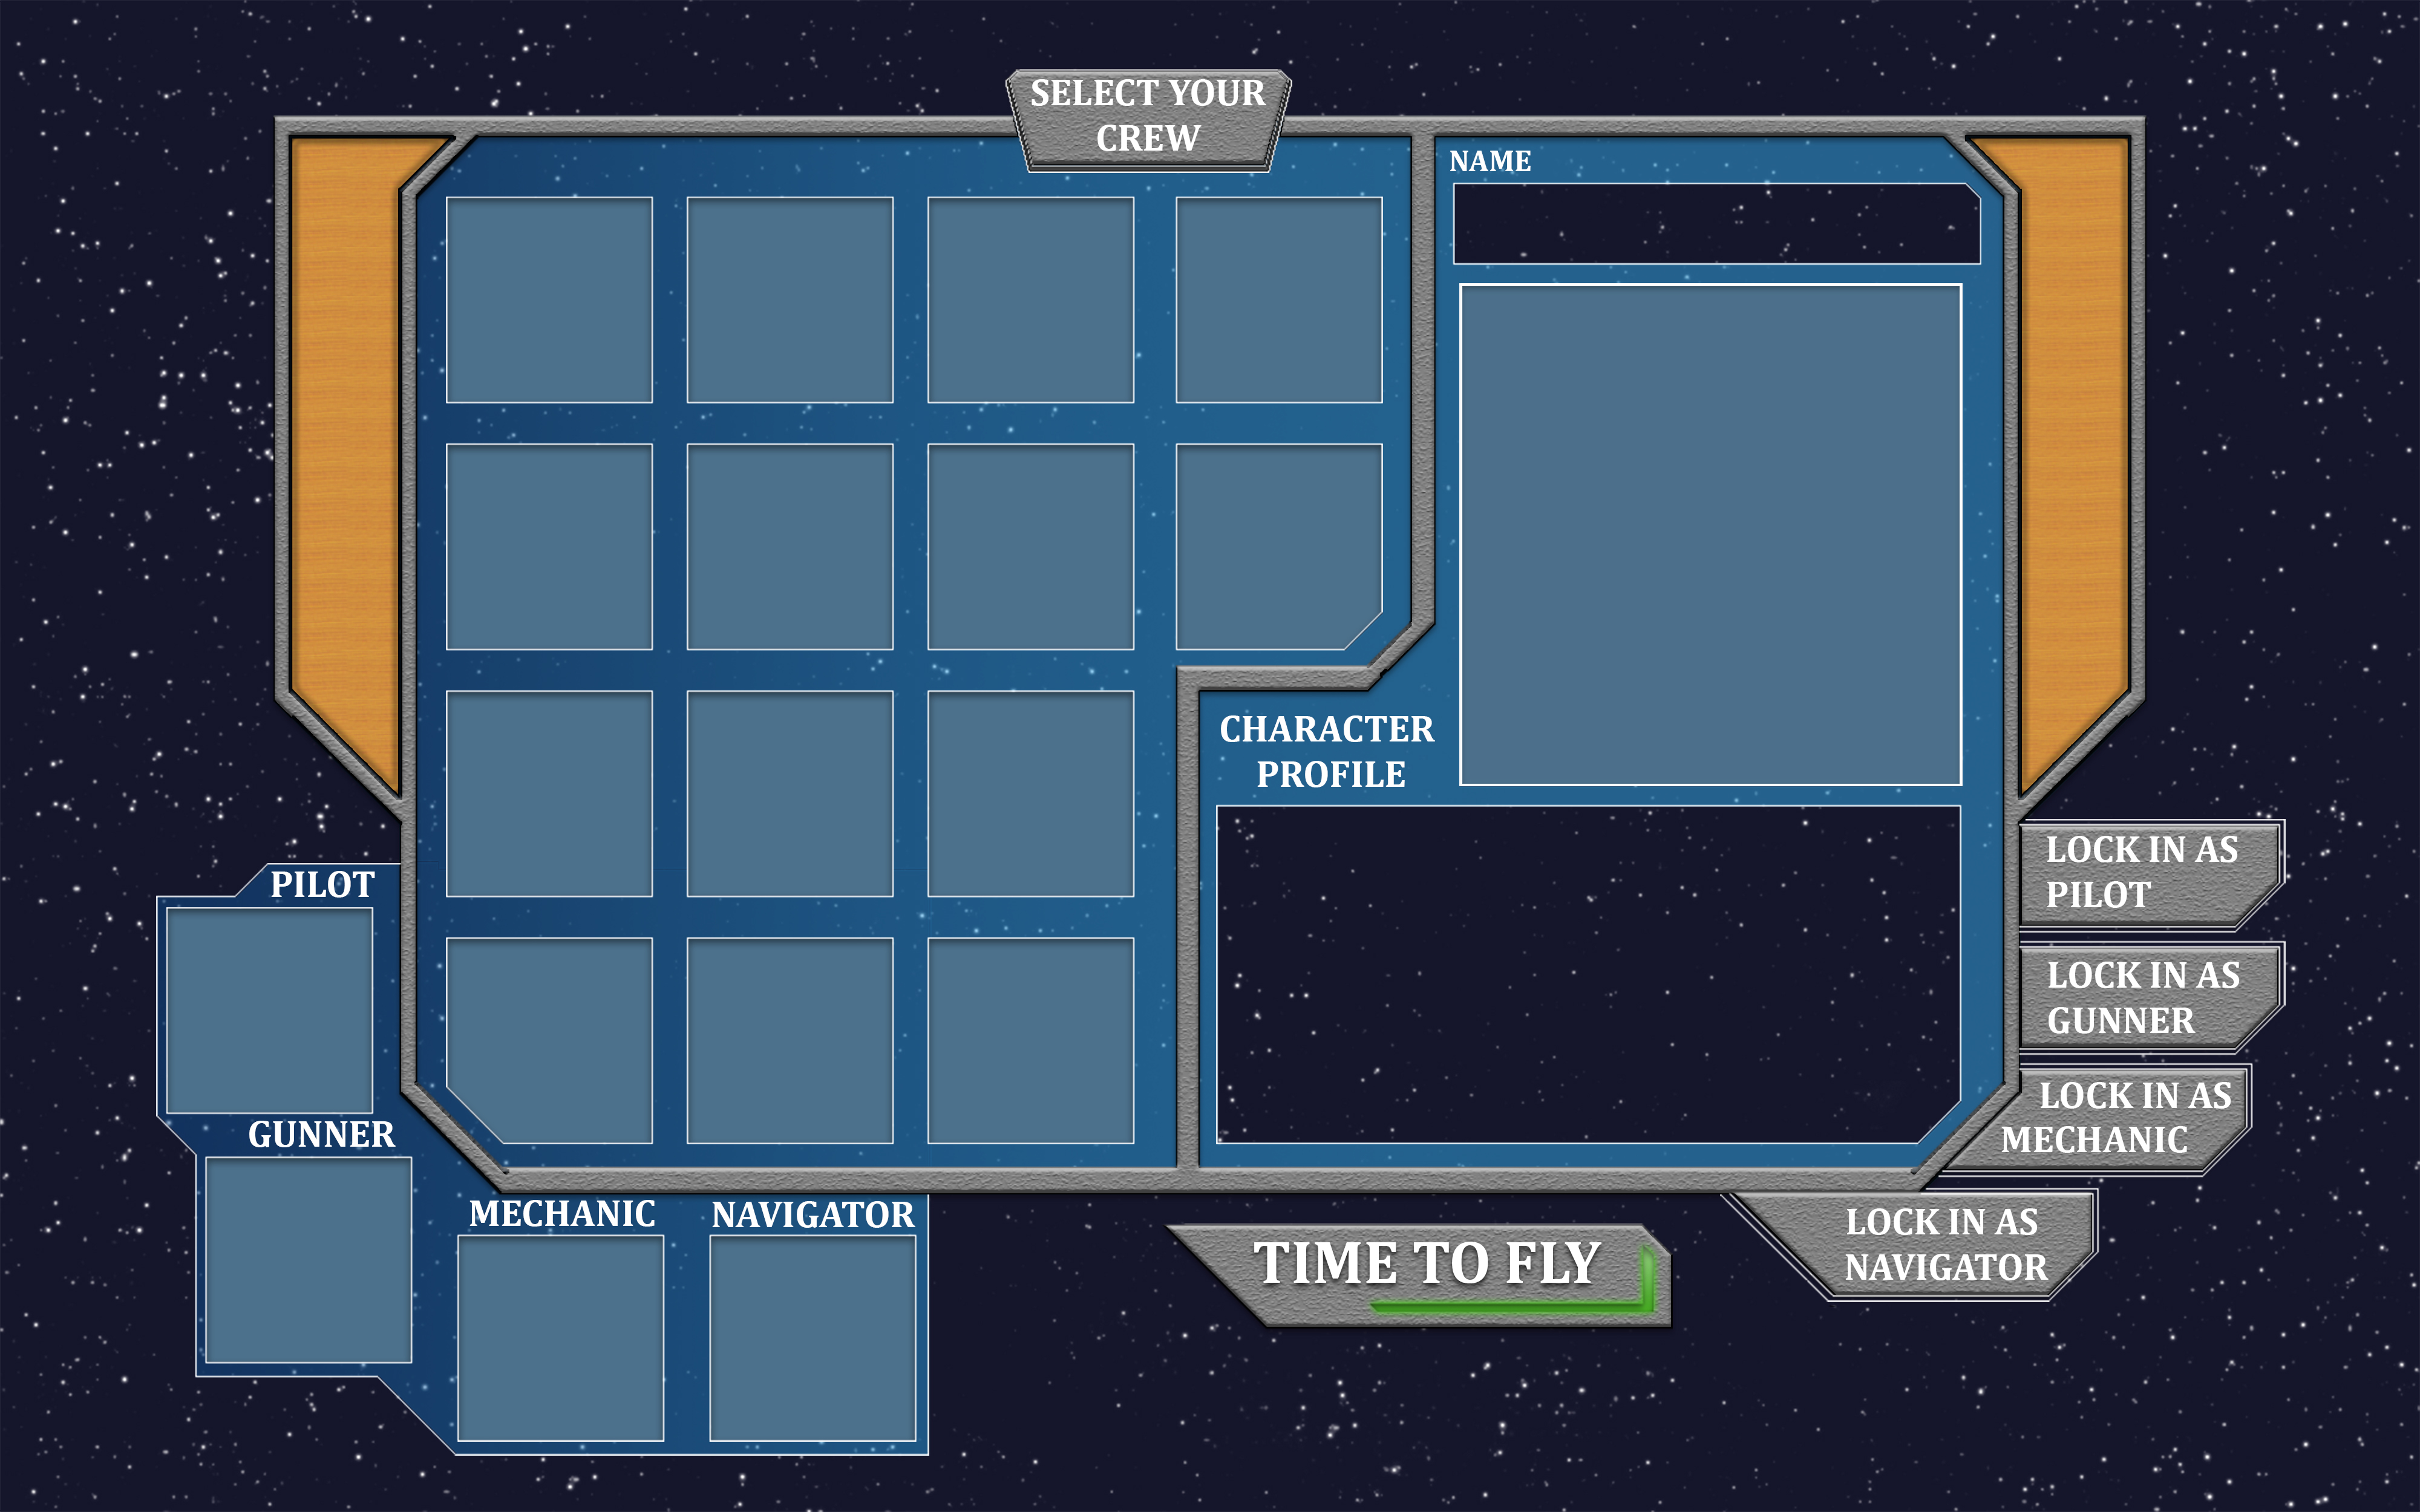 SELECT YOUR
CREW
NAME
CHARACTER
PROFILE
LOCK IN AS
PILOT
LOCK IN AS
GUNNER
LOCK IN AS
MECHANIC
LOCK IN AS
NAVIGATOR
PILOT
GUNNER
MECHANIC
NAVIGATOR
TIME TO FLY